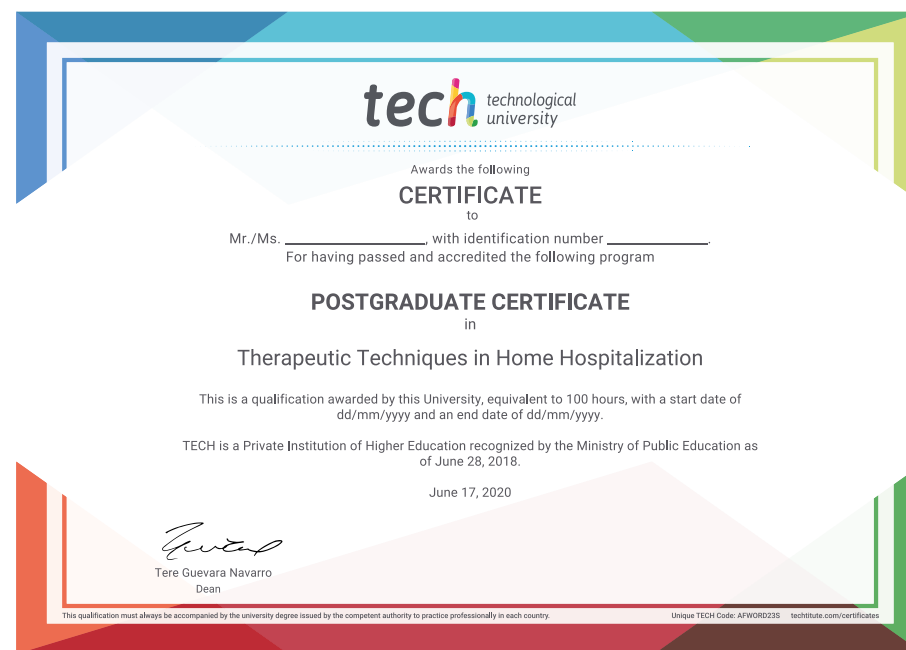 tech technological
university
Awards the following
CERTIFICATE
to
Mr./Ms. ____________________, with identification number ______________.
For having passed and accredited the following program
POSTGRADUATE CERTIFICATE
in
Therapeutic Techniques in Home Hospitalization
This is a qualification awarded by this University, equivalent to 100 hours, with a start date of
dd/mm/yyyy and an end date of dd/mm/yyyy.
TECH is a Private Institution of Higher Education recognized by the Ministry of Public Education as
of June 28, 2018.
June 17, 2020
Tere Guevara Navarro
Dean
This qualification must always be accompanied by the university degree issued by the competent authority to practice professionally in each country. Unique TECH Code: AFWORD23S techtitute.com/certificates